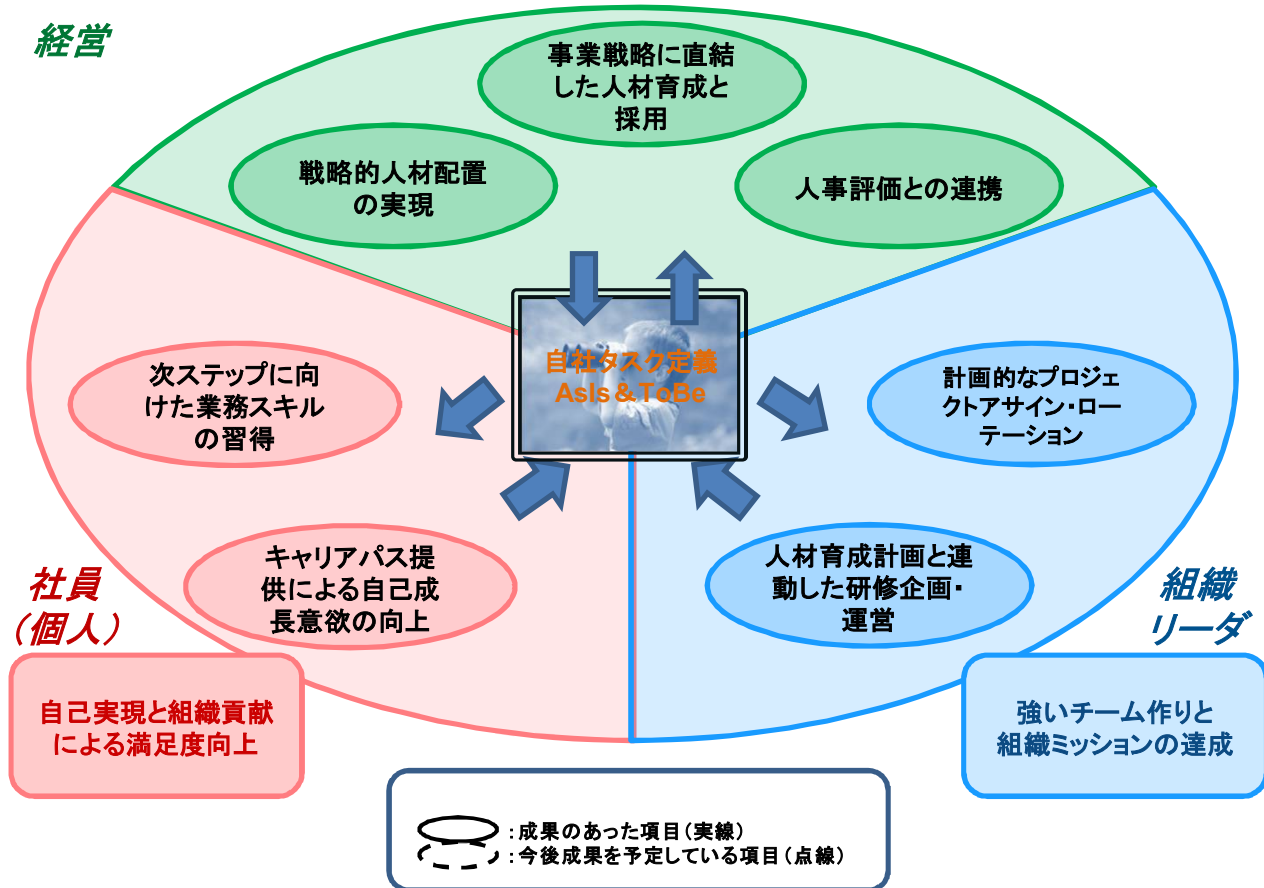 経営
事業戦略に直結
した人材育成と
採用
戦略的人材配置
の実現
人事評価との連携
自社タスク定義
AsIs＆ToBe
次ステップに向
けた業務スキル
の習得
計画的なプロジェ
クトアサイン・ロー
テーション
キャリアパス提
供による自己成
長意欲の向上
人材育成計画と連
動した研修企画・
運営
社員
（個人）
組織
リーダ
自己実現と組織貢献
による満足度向上
強いチーム作りと
組織ミッションの達成
：成果のあった項目（実線）
：今後成果を予定している項目（点線）